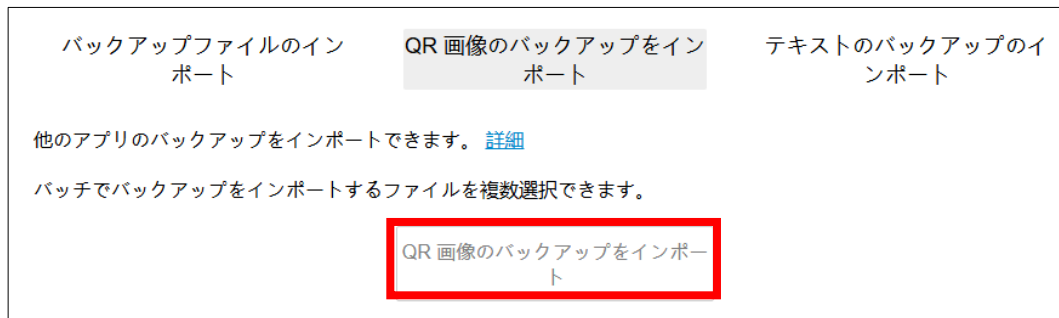 バックアップファイルのイン
ポート
QR 画像のバックアップをイン
ポート
テキストのバックアップのイ
ンポート
他のアプリのバックアップをインポートできます。 詳細
バッチでバックアップをインポートするファイルを複数選択できます。
QR 画像のバックアップをインポー
ト